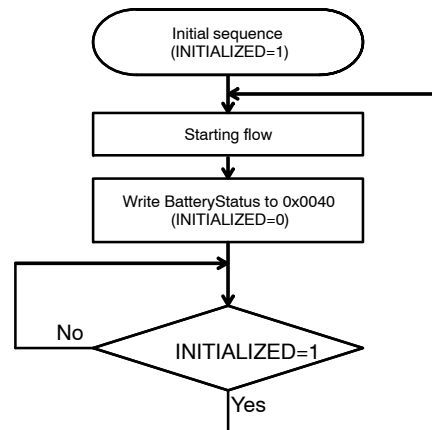 Initial sequence
(INITIALIZED=1)
Starting flow
Write BatteryStatus to 0x0040
(INITIALIZED=0)
No
INITIALIZED=1
Yes